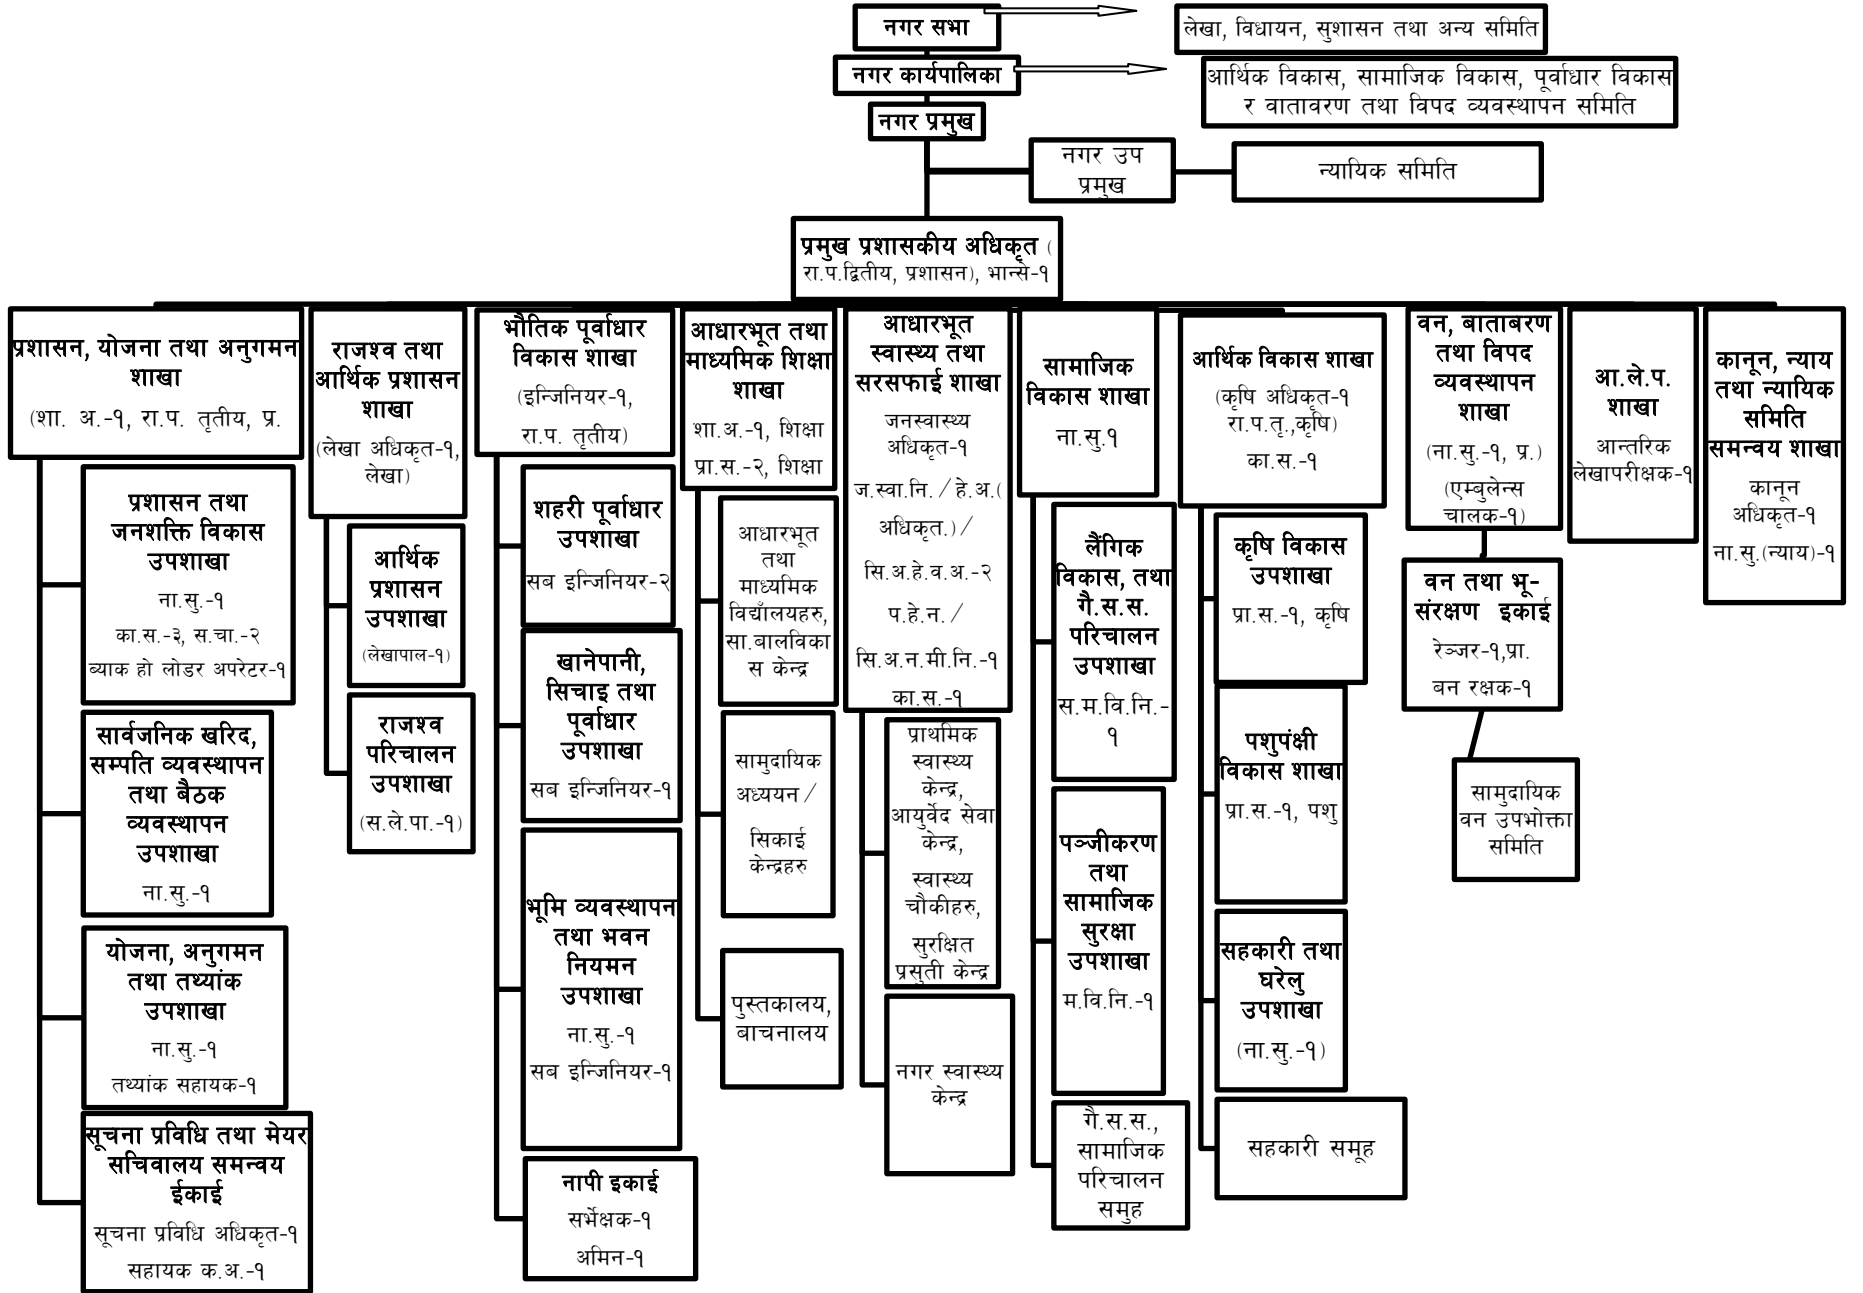 नगर सभा
लेखा, विधायन, सुशासन तथा अन्य समिति
नगर कार्यपालिका
आर्थिक विकास, सामाजिक विकास, पूर्वाधार विकास
र वातावरण तथा विपद व्यवस्थापन समिति
नगर प्रमुख
नगर उप
प्रमुख
न्यायिक समिति
प्रमुख प्रशासकीय अधिकृत (
रा.प.द्वितीय, प्रशासन), भान्से-१
प्रशासन, योजना तथा अनुगमन
शाखा
(शा. अ.-१, रा.प. तृतीय, प्र.
प्रशासन तथा
जनशक्ति विकास
उपशाखा
ना.सु.-१
का.स.-३, स.चा.-२
ब्याक हो लोडर अपरेटर-१
सार्वजनिक खरिद,
सम्पति व्यवस्थापन
तथा बैठक
व्यवस्थापन
उपशाखा
ना.सु.-१
योजना, अनुगमन
तथा तथ्यांक
उपशाखा
ना.सु.-१
तथ्यांक सहायक-१
सूचना प्रविधि तथा मेयर
सचिवालय समन्वय
ईकाई
सूचना प्रविधि अधिकृत-१
सहायक क.अ.-१
राजश्व तथा
आर्थिक प्रशासन
शाखा
(लेखा अधिकृत-१,
लेखा)
आर्थिक
प्रशासन
उपशाखा
(लेखापाल-१)
राजश्व
परिचालन
उपशाखा
(स.ले.पा.-१)
भौतिक पूर्वाधार
विकास शाखा
(इन्जिनियर-१,
रा.प. तृतीय)
शहरी पूर्वाधार
उपशाखा
सब इन्जिनियर-२
खानेपानी,
सिचाइ तथा
पूर्वाधार
उपशाखा
सब इन्जिनियर-१
भूमि व्यवस्थापन
तथा भवन
नियमन
उपशाखा
ना.सु.-१
सब इन्जिनियर-१
नापी इकाई
सर्भेक्षक-१
अमिन-१
आधारभूत तथा
माध्यमिक शिक्षा
शाखा
शा.अ.-१, शिक्षा
प्रा.स.-२, शिक्षा
आधारभूत
तथा
माध्यमिक
विद्याँलयहरु,
सा.बालविका
स केन्द्र
सामुदायिक
अध्ययन/
सिकाई
केन्द्रहरु
पुस्तकालय,
बाचनालय
आधारभूत
स्वास्थ्य तथा
सरसफाई शाखा
जनस्वास्थ्य
अधिकृत-१
ज.स्वा.नि./हे.अ.(
अधिकृत.)/
सि.अ.हे.व.अ.-२
प.हे.न./
सि.अ.न.मी.नि.-१
का.स.-१
प्राथमिक
स्वास्थ्य
केन्द्र,
आयुर्वेद सेवा
केन्द्र,
स्वास्थ्य
चौकीहरु,
सुरक्षित
प्रसुती केन्द्र
नगर स्वास्थ्य
केन्द्र
सामाजिक
विकास शाखा
ना.सु.१
लैंगिक
विकास, तथा
गै.स.स.
परिचालन
उपशाखा
स.म.वि.नि.-
१
पञ्जीकरण
तथा
सामाजिक
सुरक्षा
उपशाखा
म.वि.नि.-१
गै.स.स.,
सामाजिक
परिचालन
समुह
आर्थिक विकास शाखा
(कृषि अधिकृत-१
रा.प.तृ.,कृषि)
का.स.-१
कृषि विकास
उपशाखा
प्रा.स.-१, कृषि
पशुपंक्षी
विकास शाखा
प्रा.स.-१, पशु
सहकारी तथा
घरेलु
उपशाखा
(ना.सु.-१)
सहकारी समूह
वन, बाताबरण
तथा विपद
व्यवस्थापन
शाखा
(ना.सु.-१, प्र.)
(एम्बुलेन्स
चालक-१)
वन तथा भू-
संरक्षण इकाई
रेञ्जर-१,प्रा.
बन रक्षक-१
सामुदायिक
वन उपभोक्ता
समिति
आ.ले.प.
शाखा
आन्तरिक
लेखापरीक्षक-१
कानून, न्याय
तथा न्यायिक
समिति
समन्वय शाखा
कानून
अधिकृत-१
ना.सु.(न्याय)-१